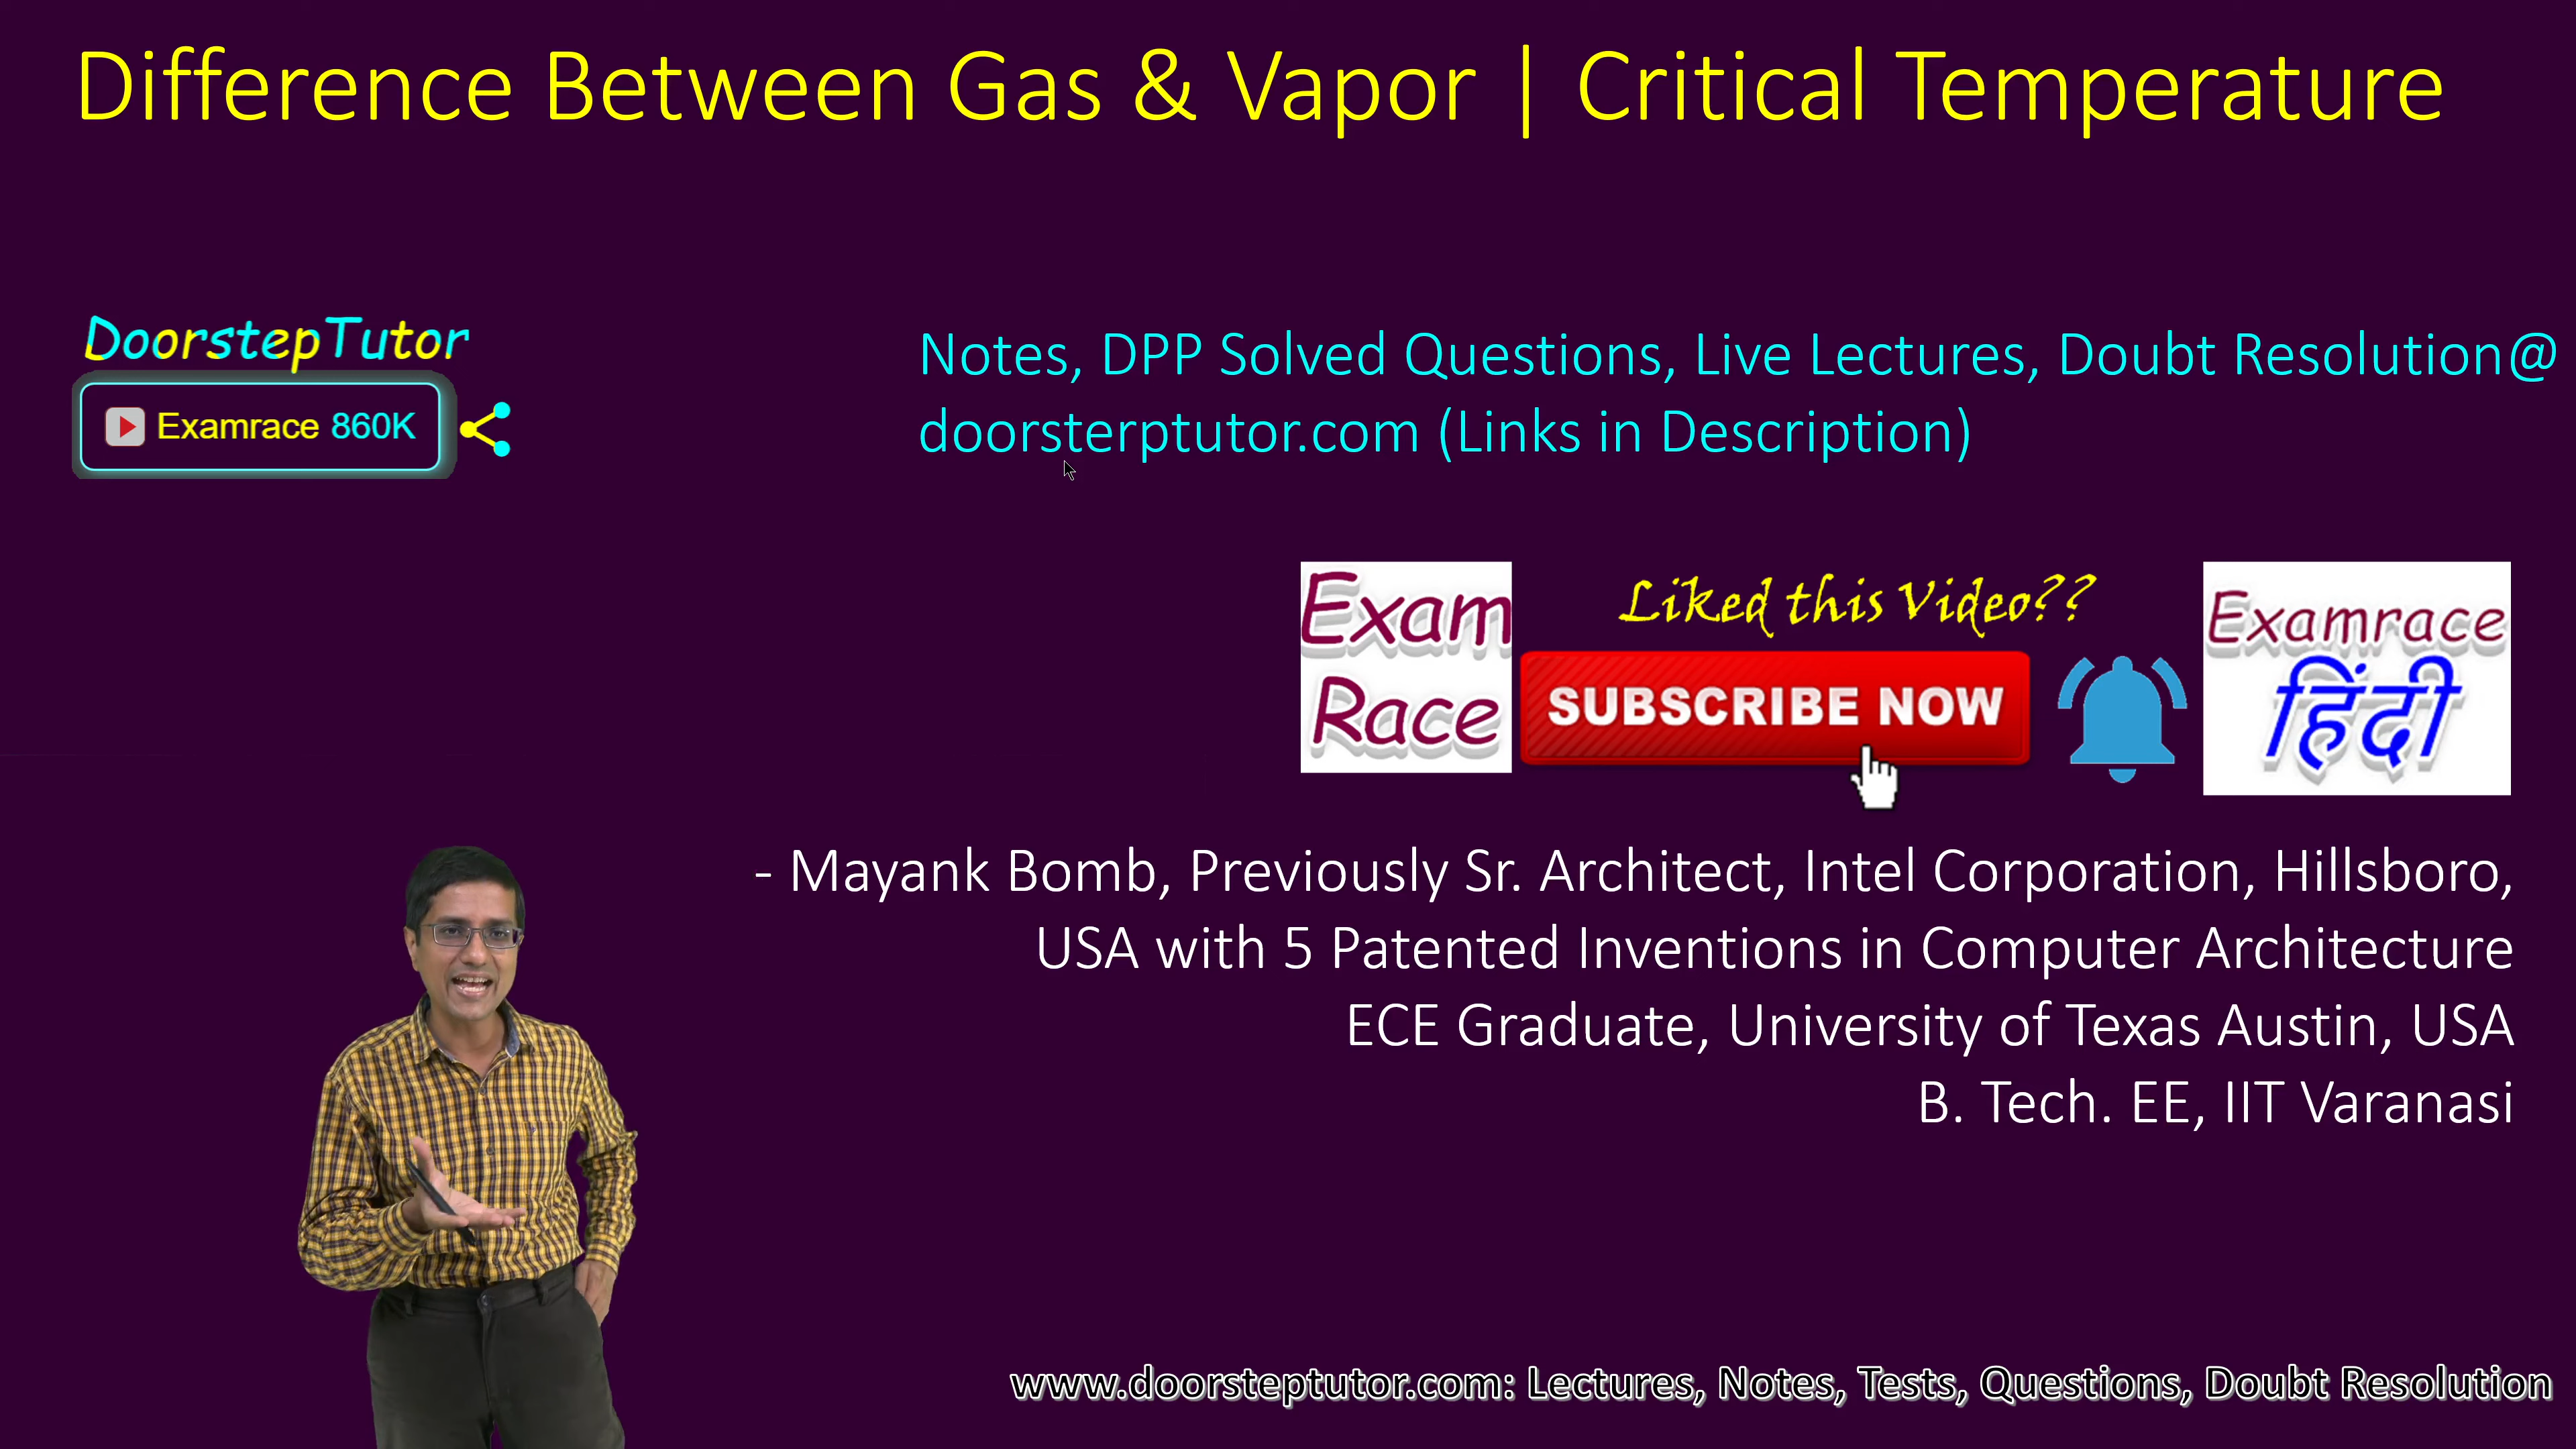 Difference Between Gas & Vapor | Critical Temperature
DoorstepTutor
Examrace 860K
Notes, DPP Solved Questions, Live Lectures, Doubt Resolution@
doorsterptutor.com (Links in Description)
Exam
Race
Liked this Video??
SUBSCRIBE NOW
Examrace
हिंदी
- Mayank Bomb, Previously Sr. Architect, Intel Corporation, Hillsboro,
USA with 5 Patented Inventions in Computer Architecture
ECE Graduate, University of Texas Austin, USA
B. Tech. EE, IIT Varanasi
www.doorsteptutor.com: Lectures, Notes, Tests, Questions, Doubt Resolution